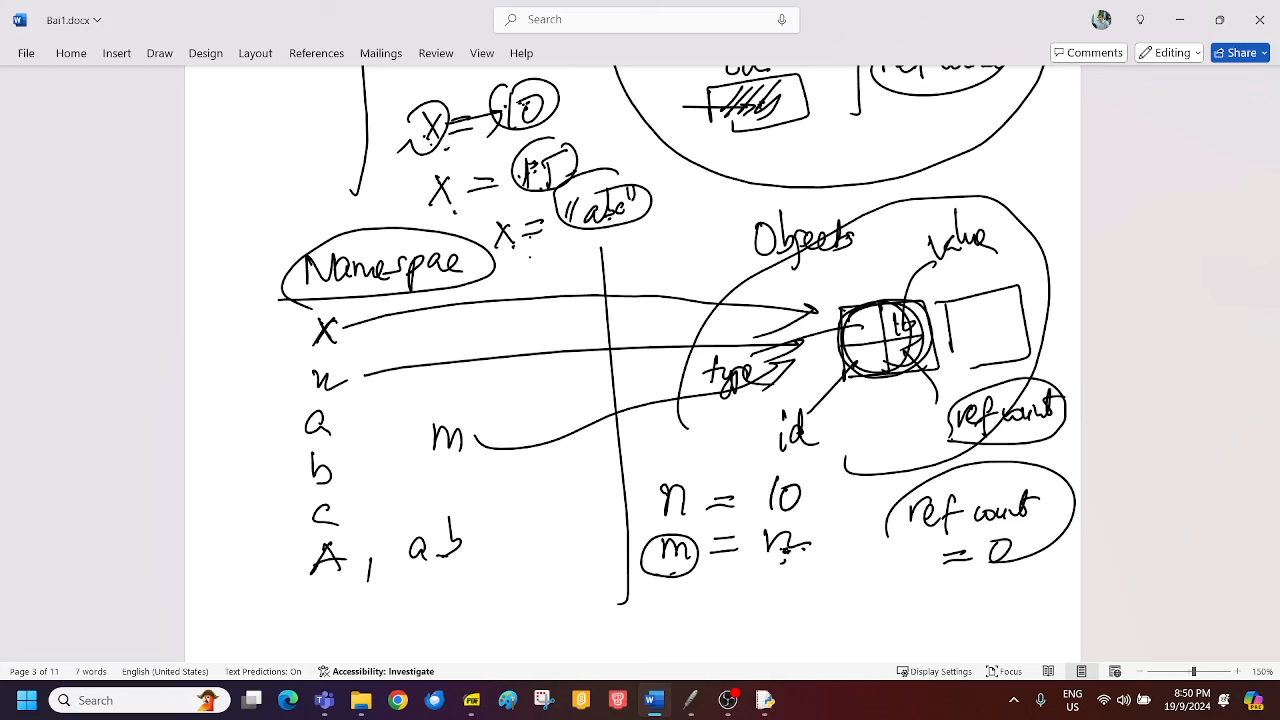 Bai1.docx
Search
File Home Insert Draw Design Layout References Mailings Review View Help
Comments Editing Share
x = 10
x =
x = "abc"
Objects value
Namespae
X
n
type
a
m
id
ref count
b
n = 10
c
ref count
= 0
m = n
A, ab
Page 3 of 11 7 words English (United States) Text Predictions: On Accessibility: Investigate Display Settings Focus 150%
Search
ENG
US
8:50 PM
19/9/2024